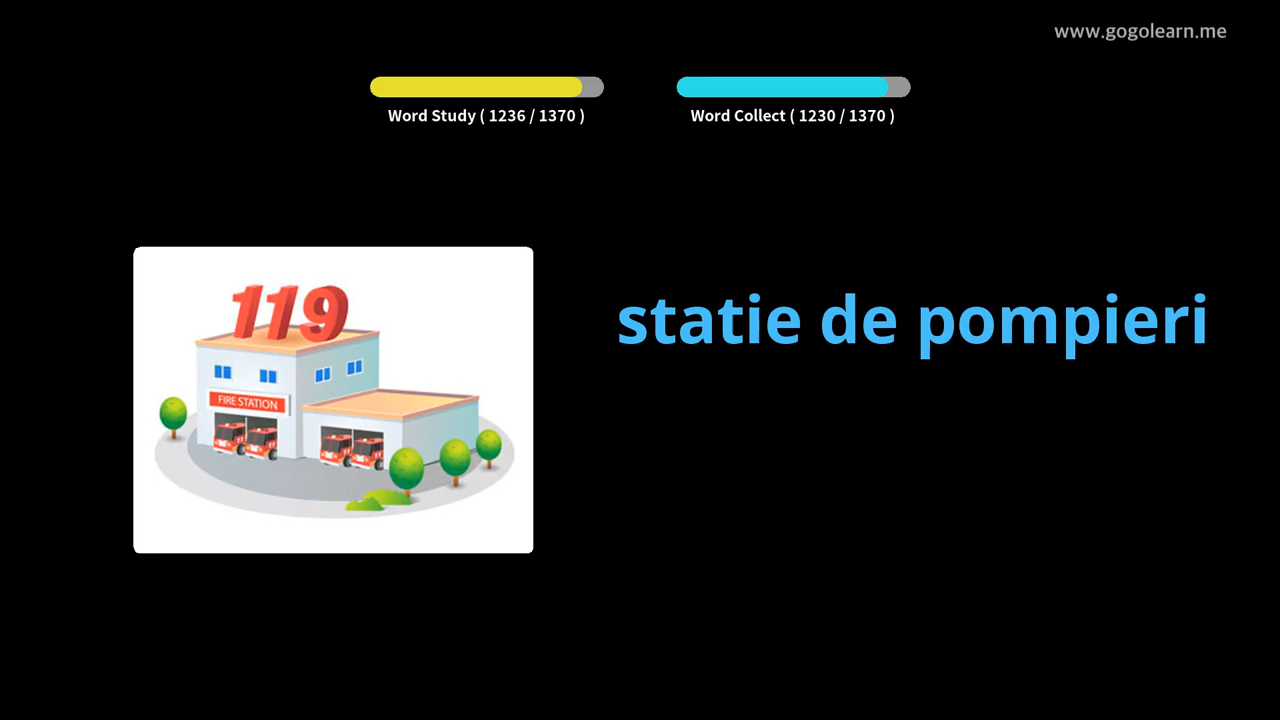 www.gogolearn.me
Word Study ( 1236 / 1370 )
Word Collect ( 1230 / 1370 )
119
FIRE STATION
statie de pompieri